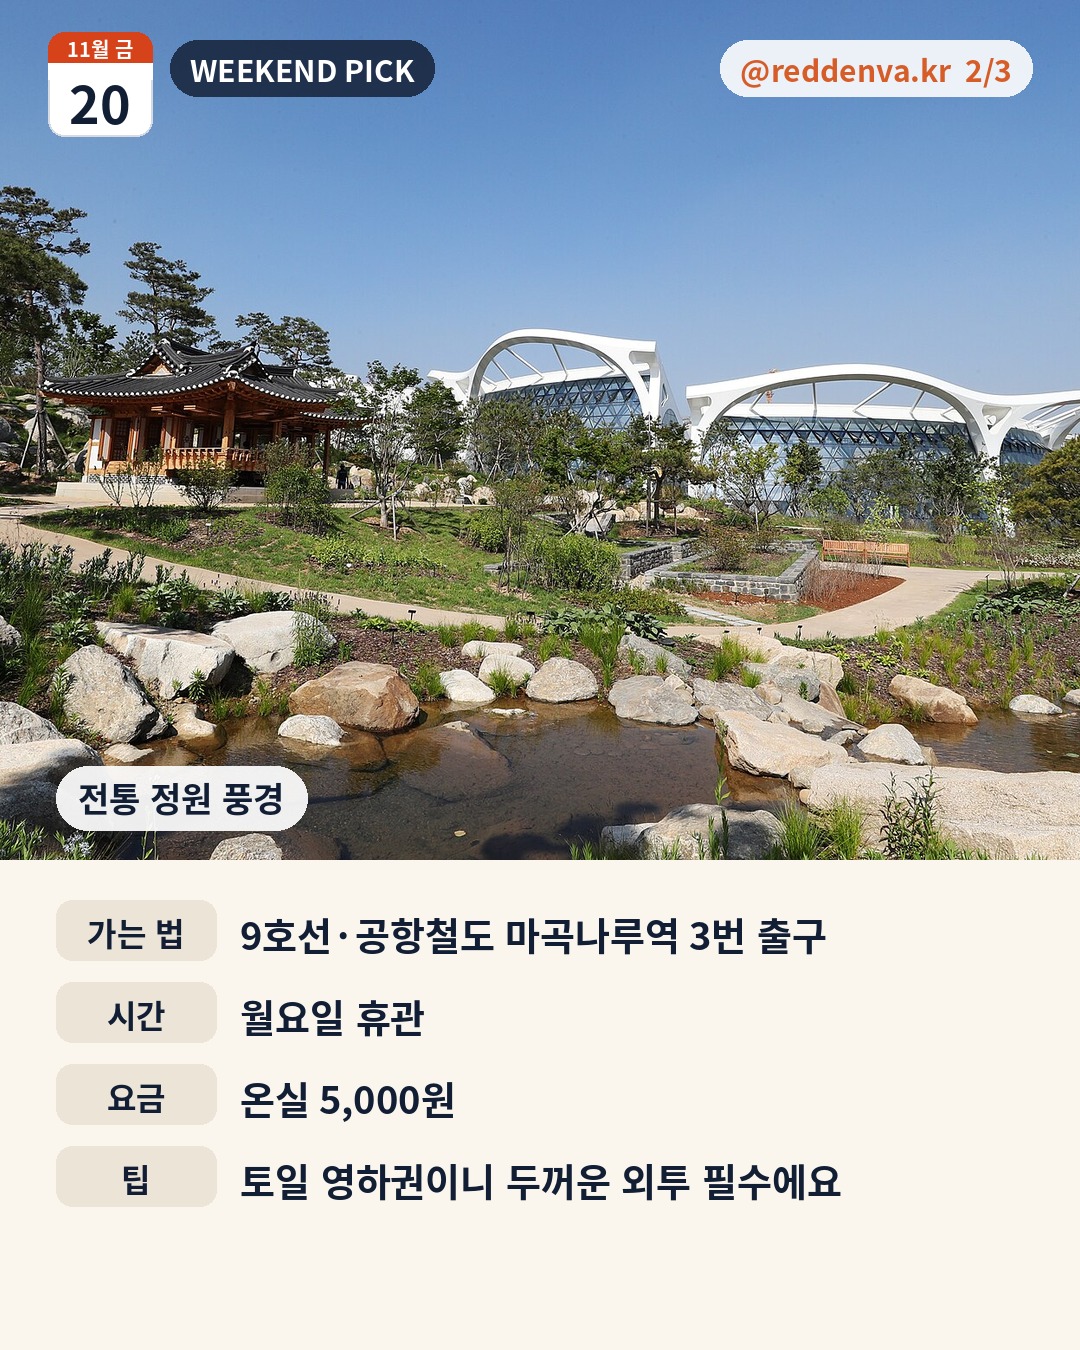 11월 금
20
WEEKEND PICK
@reddenva.kr 2/3
전통 정원 풍경
가는 법
9호선·공항철도 마곡나루역 3번 출구
시간
월요일 휴관
요금
온실 5,000원
팁
토일 영하권이니 두꺼운 외투 필수에요